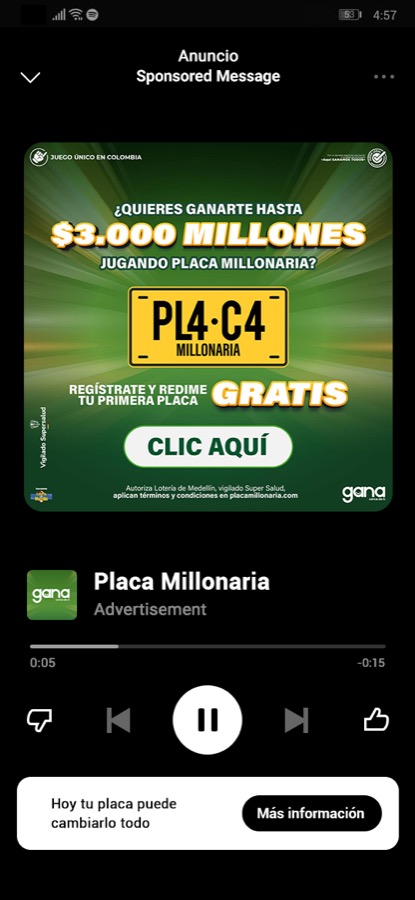 53 4:57
Anuncio
Sponsored Message
JUEGO ÚNICO EN COLOMBIA
¿QUIERES GANARTE HASTA
$3.000 MILLONES
JUGANDO PLACA MILLONARIA?
PL4·C4
MILLONARIA
REGÍSTRATE Y REDIME
TU PRIMERA PLACA
GRATIS
CLIC AQUÍ
Vigilado Supersalud
Autoriza Lotería de Medellín, vigilado Super Salud,
aplican términos y condiciones en placamillonaria.com
gana
gana
Placa Millonaria
Advertisement
0:05
-0:15
Hoy tu placa puede
cambiarlo todo
Más información